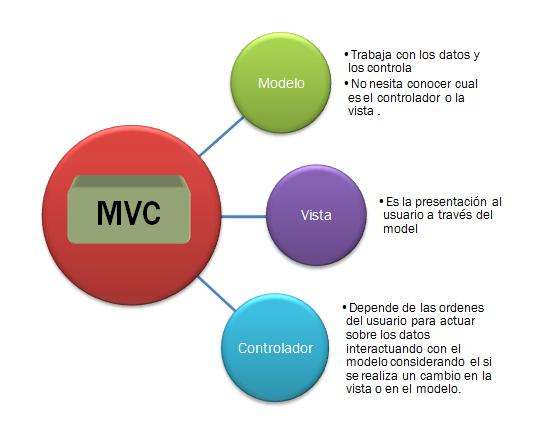 MVC
Modelo
• Trabaja con los datos y
los controla
• No nesita conocer cual
es el controlador o la
vista .
Vista
• Es la presentación al
usuario a través del
model
Controlador
• Depende de las ordenes
del usuario para actuar
sobre los datos
interactuando con el
modelo considerando el si
se realiza un cambio en la
vista o en el modelo.